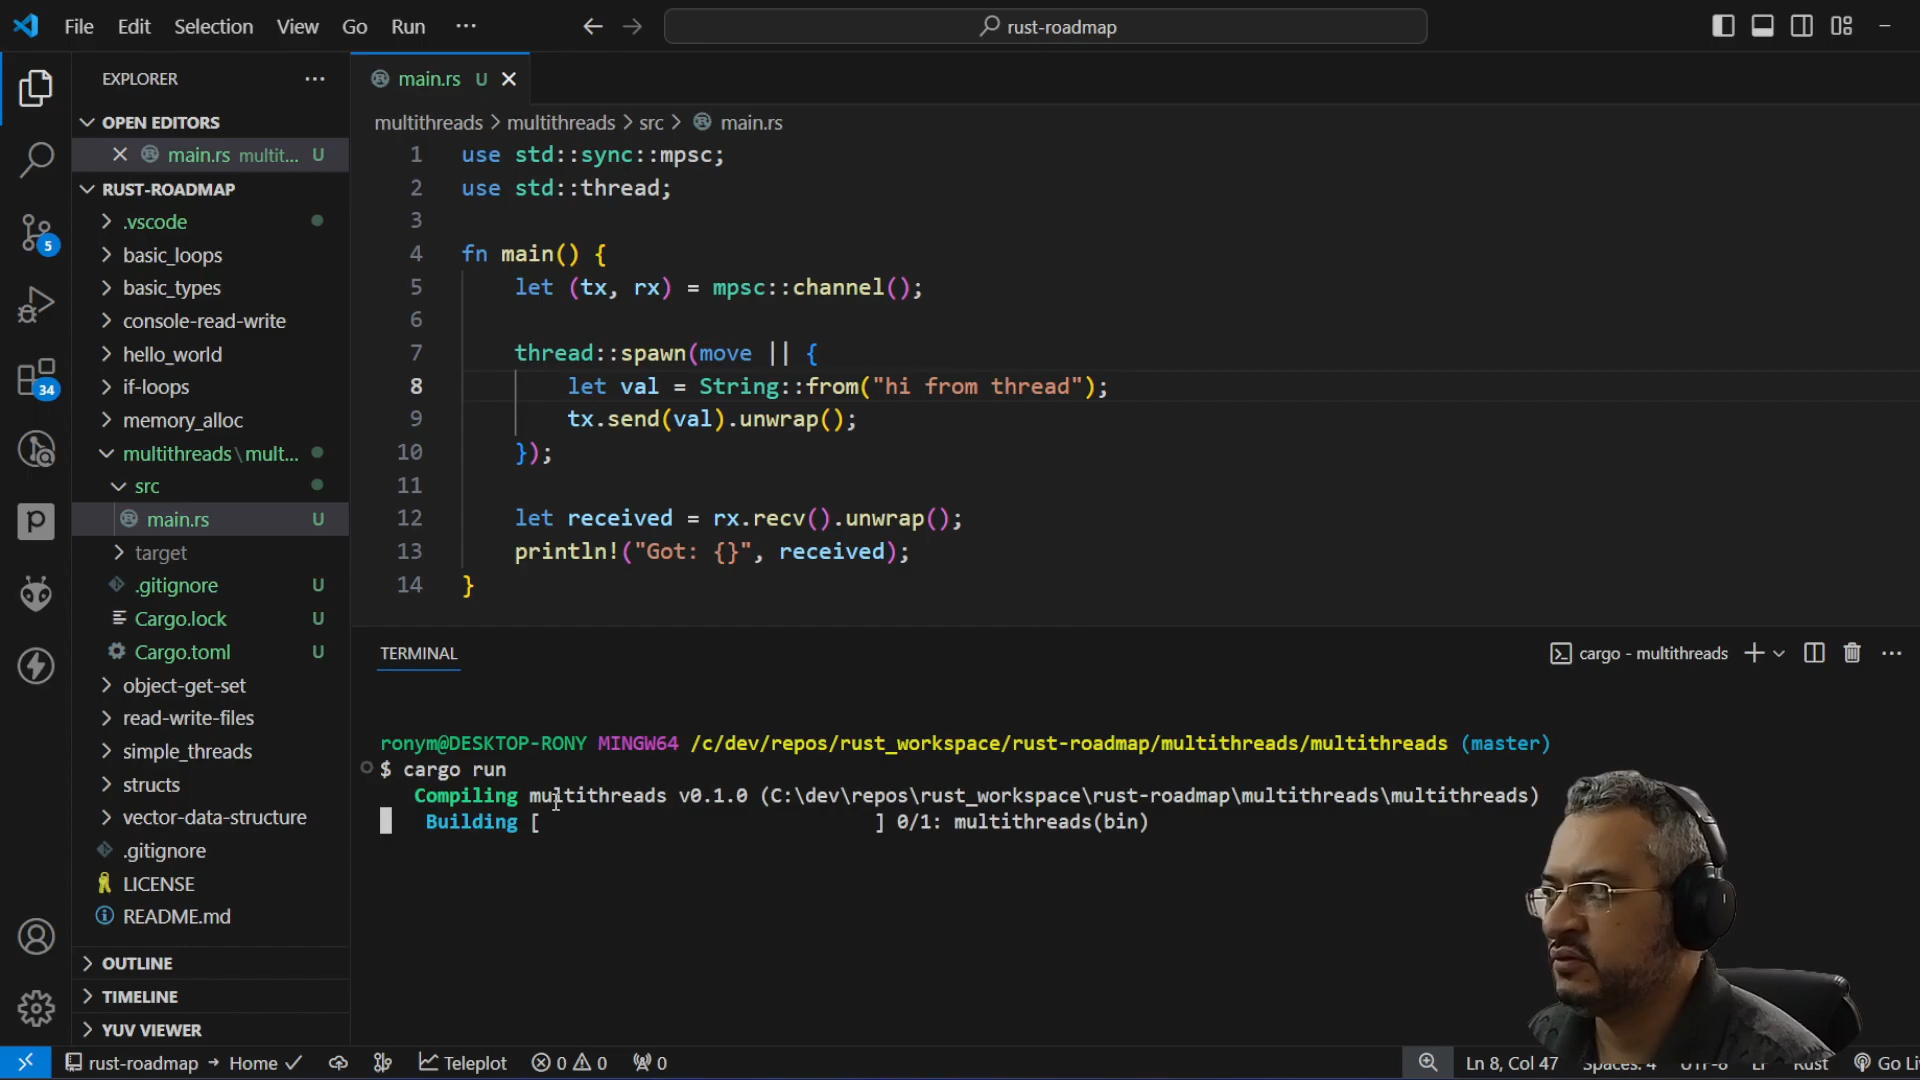 File Edit Selection View Go Run ···
rust-roadmap
EXPLORER
OPEN EDITORS
main.rs multit... U
RUST-ROADMAP
.vscode
basic_loops
basic_types
console-read-write
hello_world
if-loops
memory_alloc
multithreads\mult...
src
main.rs U
target
.gitignore U
Cargo.lock U
Cargo.toml U
object-get-set
read-write-files
simple_threads
structs
vector-data-structure
.gitignore
LICENSE
README.md
OUTLINE
TIMELINE
YUV VIEWER
5
34
main.rs U
multithreads > multithreads > src > main.rs
1 use std::sync::mpsc;
2 use std::thread;
3
4 fn main() {
5 let (tx, rx) = mpsc::channel();
6
7 thread::spawn(move || {
8 let val = String::from("hi from thread");
9 tx.send(val).unwrap();
10 });
11
12 let received = rx.recv().unwrap();
13 println!("Got: {}", received);
14 }
TERMINAL
cargo - multithreads
ronym@DESKTOP-RONY MINGW64 /c/dev/repos/rust_workspace/rust-roadmap/multithreads/multithreads (master)
$ cargo run
Compiling multithreads v0.1.0 (C:\dev\repos\rust_workspace\rust-roadmap\multithreads\multithreads)
Building [ ] 0/1: multithreads(bin)
rust-roadmap → Home ✓ Teleplot 0 0 0 Ln 8, Col 47 Spaces: 4 UTF-8 LF Rust Go Li